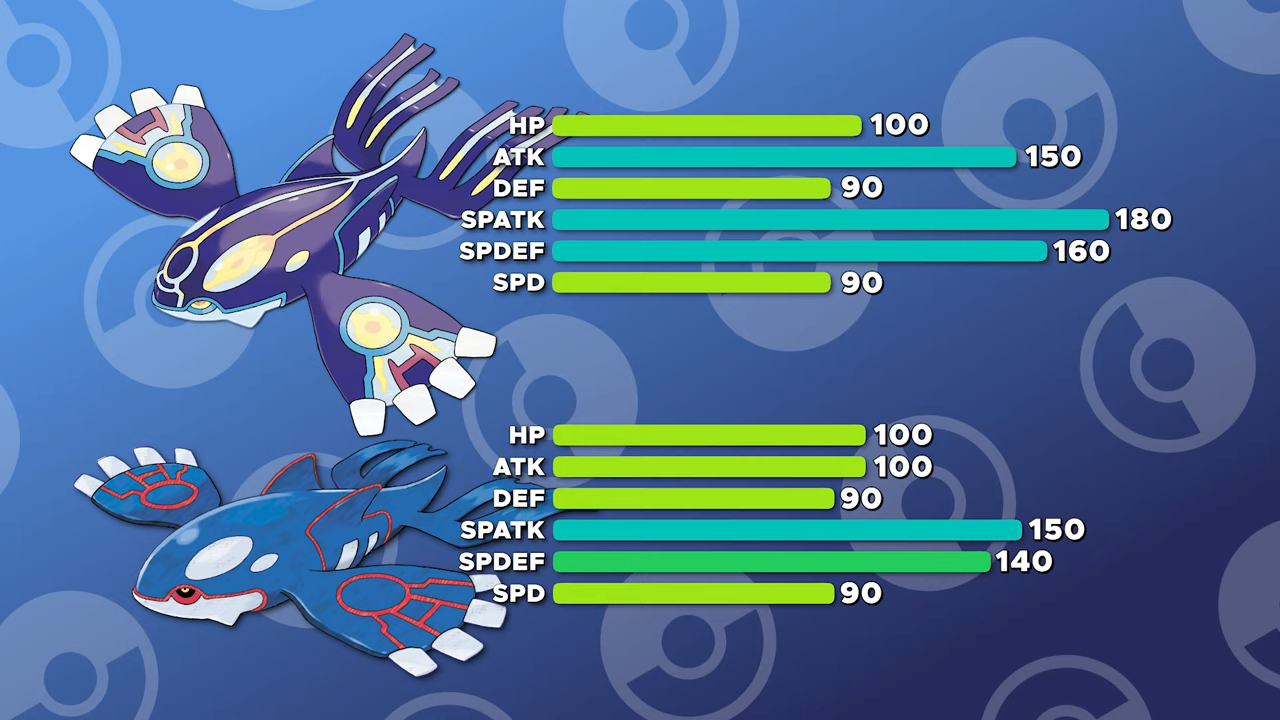 HP 100
ATK 150
DEF 90
SPATK 180
SPDEF 160
SPD 90
HP 100
ATK 100
DEF 90
SPATK 150
SPDEF 140
SPD 90